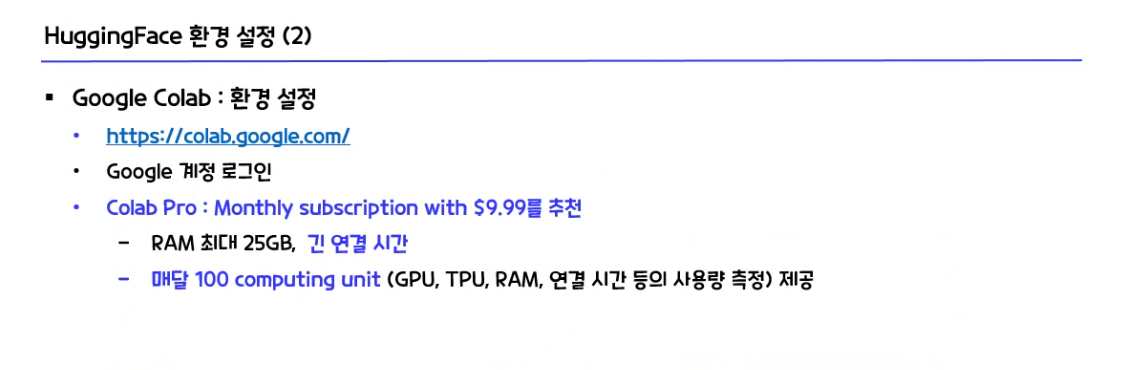 HuggingFace 환경 설정 (2)
▪ Google Colab : 환경 설정
• https://colab.google.com/
• Google 계정 로그인
• Colab Pro : Monthly subscription with $9.99를 추천
– RAM 최대 25GB, 긴 연결 시간
– 매달 100 computing unit (GPU, TPU, RAM, 연결 시간 등의 사용량 측정) 제공